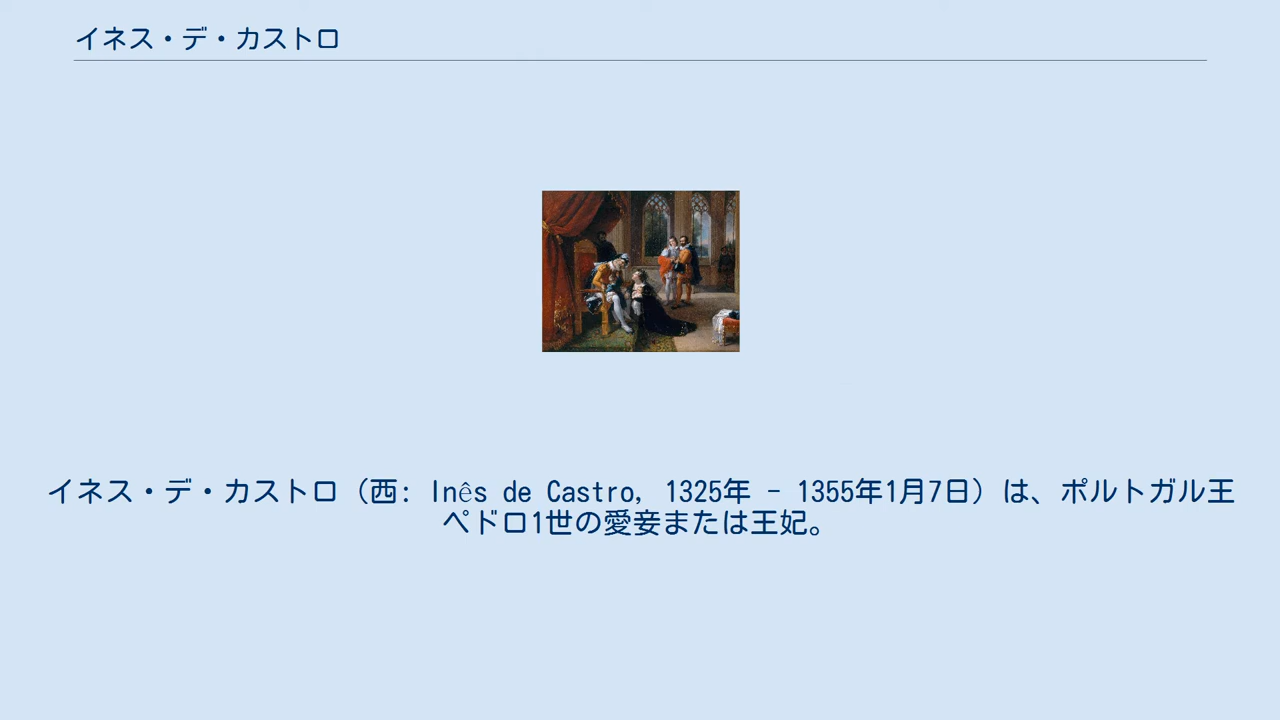 イネス・デ・カストロ
イネス・デ・カストロ（西: Inês de Castro, 1325年 - 1355年1月7日）は、ポルトガル王
ペドロ1世の愛妾または王妃。